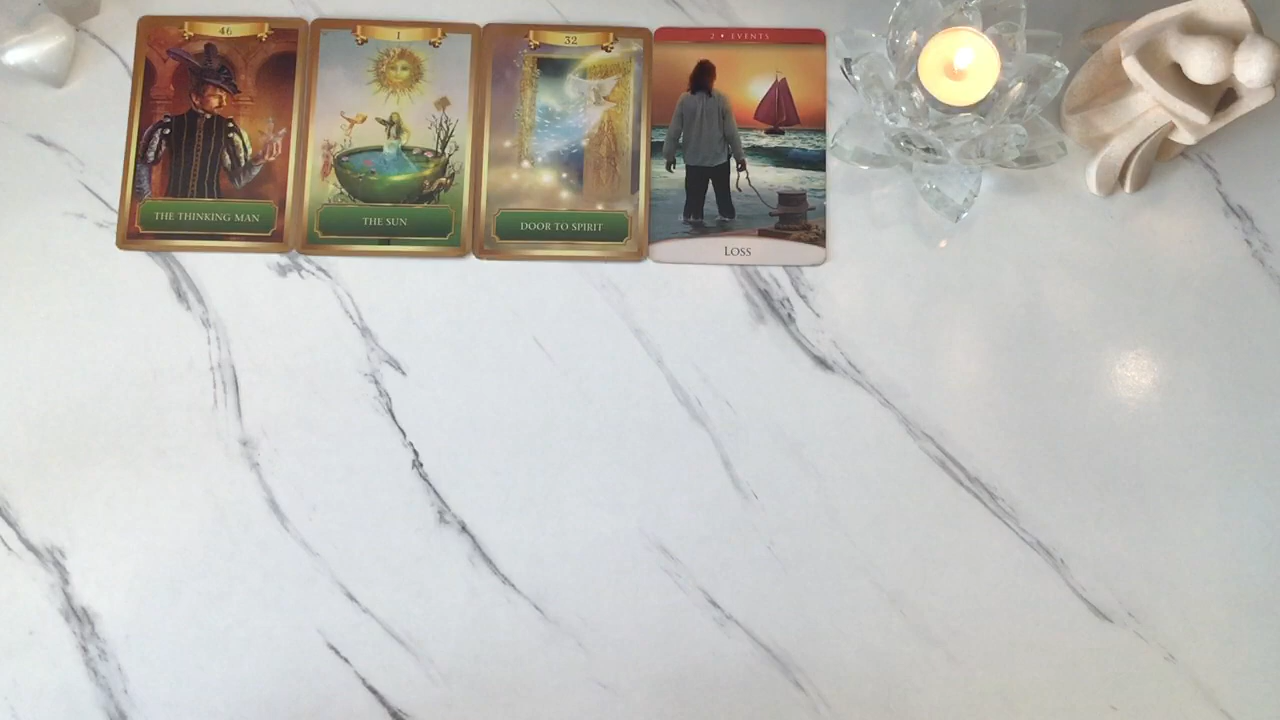 46
THE THINKING MAN
1
THE SUN
32
DOOR TO SPIRIT
2 • EVENTS
LOSS